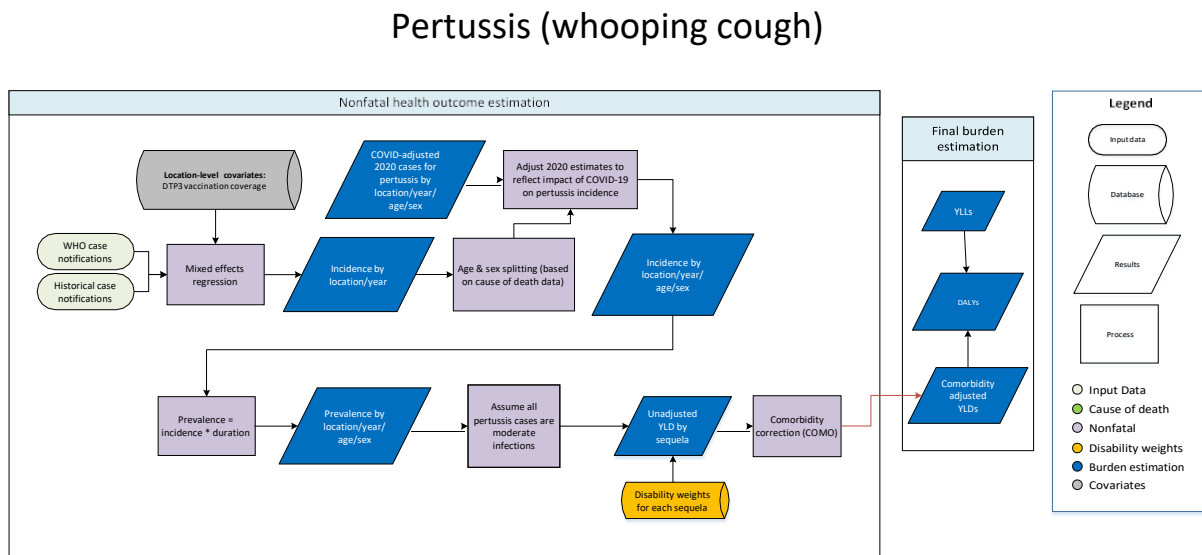 Pertussis (whooping cough)
Nonfatal health outcome estimation
Location-level covariates:
DTP3 vaccination coverage
COVID-adjusted
2020 cases for
pertussis by
location/year/
age/sex
Adjust 2020 estimates to
reflect impact of COVID-19
on pertussis incidence
WHO case
notifications
Historical case
notifications
Mixed effects
regression
Incidence by
location/year
Age & sex splitting (based
on cause of death data)
Incidence by
location/year/
age/sex
Prevalence =
incidence * duration
Prevalence by
location/year/
age/sex
Assume all
pertussis cases are
moderate
infections
Unadjusted
YLD by
sequela
Comorbidity
correction (COMO)
Disability weights
for each sequela
Final burden
estimation
YLLs
DALYs
Comorbidity
adjusted
YLDs
Legend
Input data
Database
Results
Process
Input Data
Cause of death
Nonfatal
Disability weights
Burden estimation
Covariates